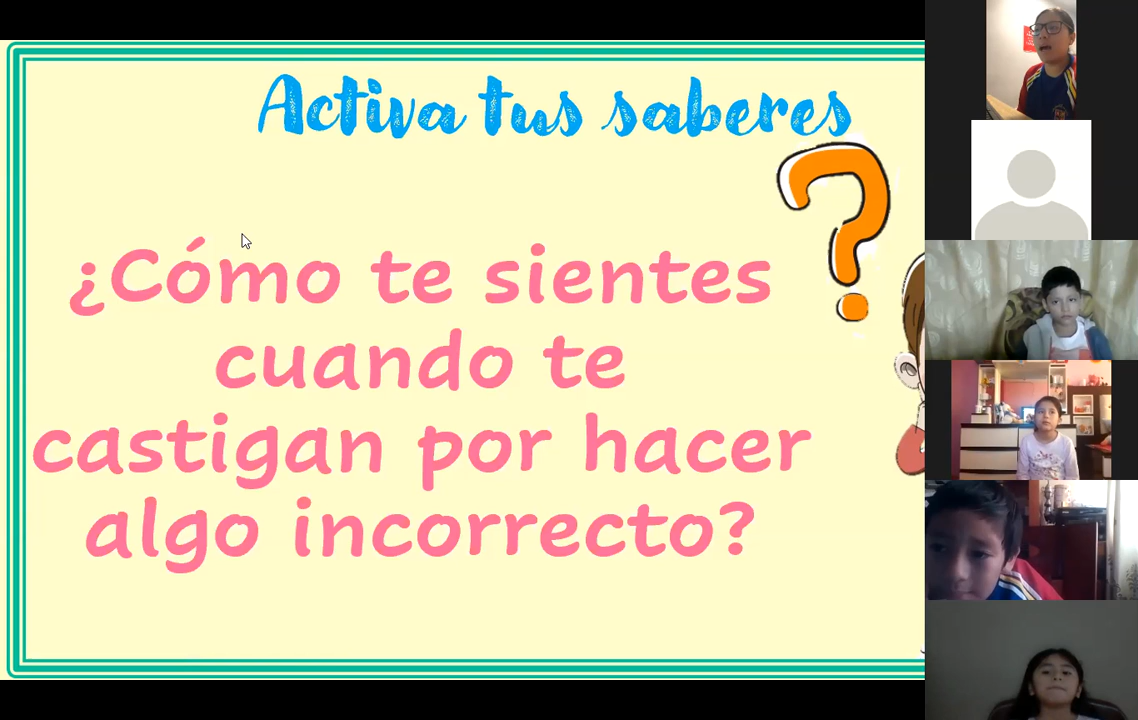 Activa tus saberes
¿Cómo te sientes
cuando te
castigan por hacer
algo incorrecto?